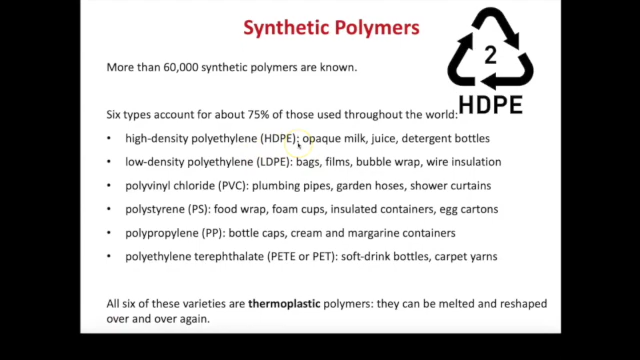 Synthetic Polymers
2
HDPE
More than 60,000 synthetic polymers are known.
Six types account for about 75% of those used throughout the world:
• high-density polyethylene (HDPE): opaque milk, juice, detergent bottles
• low-density polyethylene (LDPE): bags, films, bubble wrap, wire insulation
• polyvinyl chloride (PVC): plumbing pipes, garden hoses, shower curtains
• polystyrene (PS): food wrap, foam cups, insulated containers, egg cartons
• polypropylene (PP): bottle caps, cream and margarine containers
• polyethylene terephthalate (PETE or PET): soft-drink bottles, carpet yarns
All six of these varieties are thermoplastic polymers: they can be melted and reshaped
over and over again.